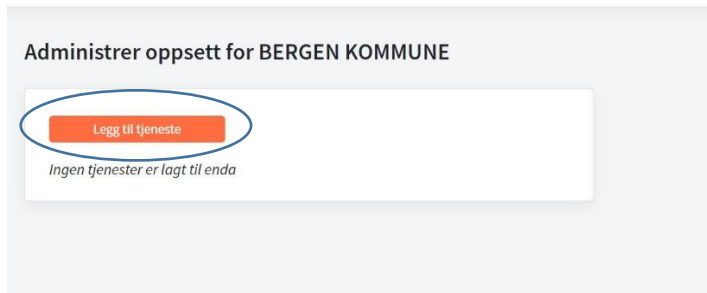 Administrer oppsett for BERGEN KOMMUNE
Legg til tjeneste
Ingen tjenester er lagt til enda